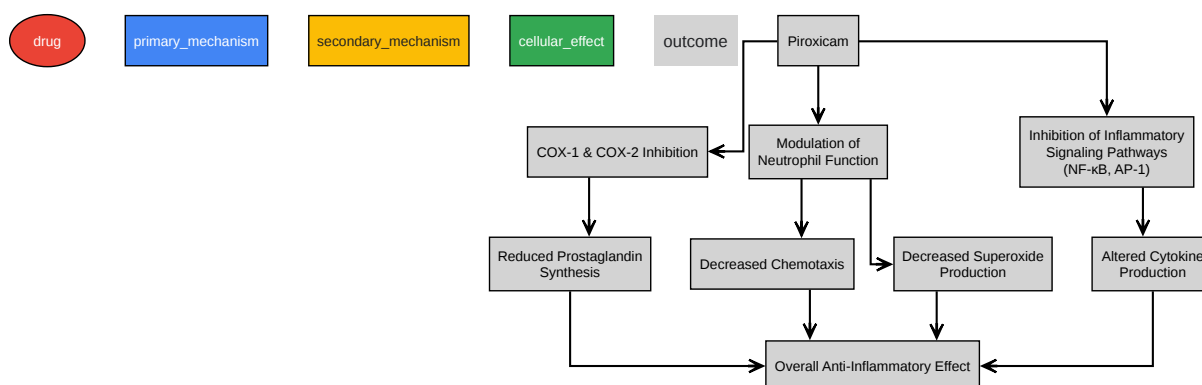 drug
primary_mechanism
secondary_mechanism
cellular_effect
outcome
Piroxicam
COX-1 & COX-2 Inhibition
Modulation of
Neutrophil Function
Inhibition of Inflammatory
Signaling Pathways
(NF-κB, AP-1)
Reduced Prostaglandin
Synthesis
Decreased Chemotaxis
Decreased Superoxide
Production
Altered Cytokine
Production
Overall Anti-Inflammatory Effect